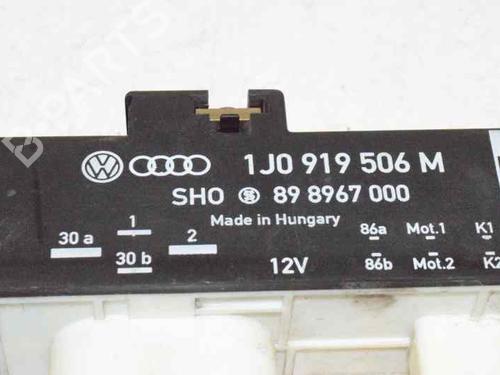 1J0 919 506 M
SHO 89 8967 000
Made in Hungary
30 a 1 2 86a Mot.1 K1
30 b 12V 86b Mot.2 K2